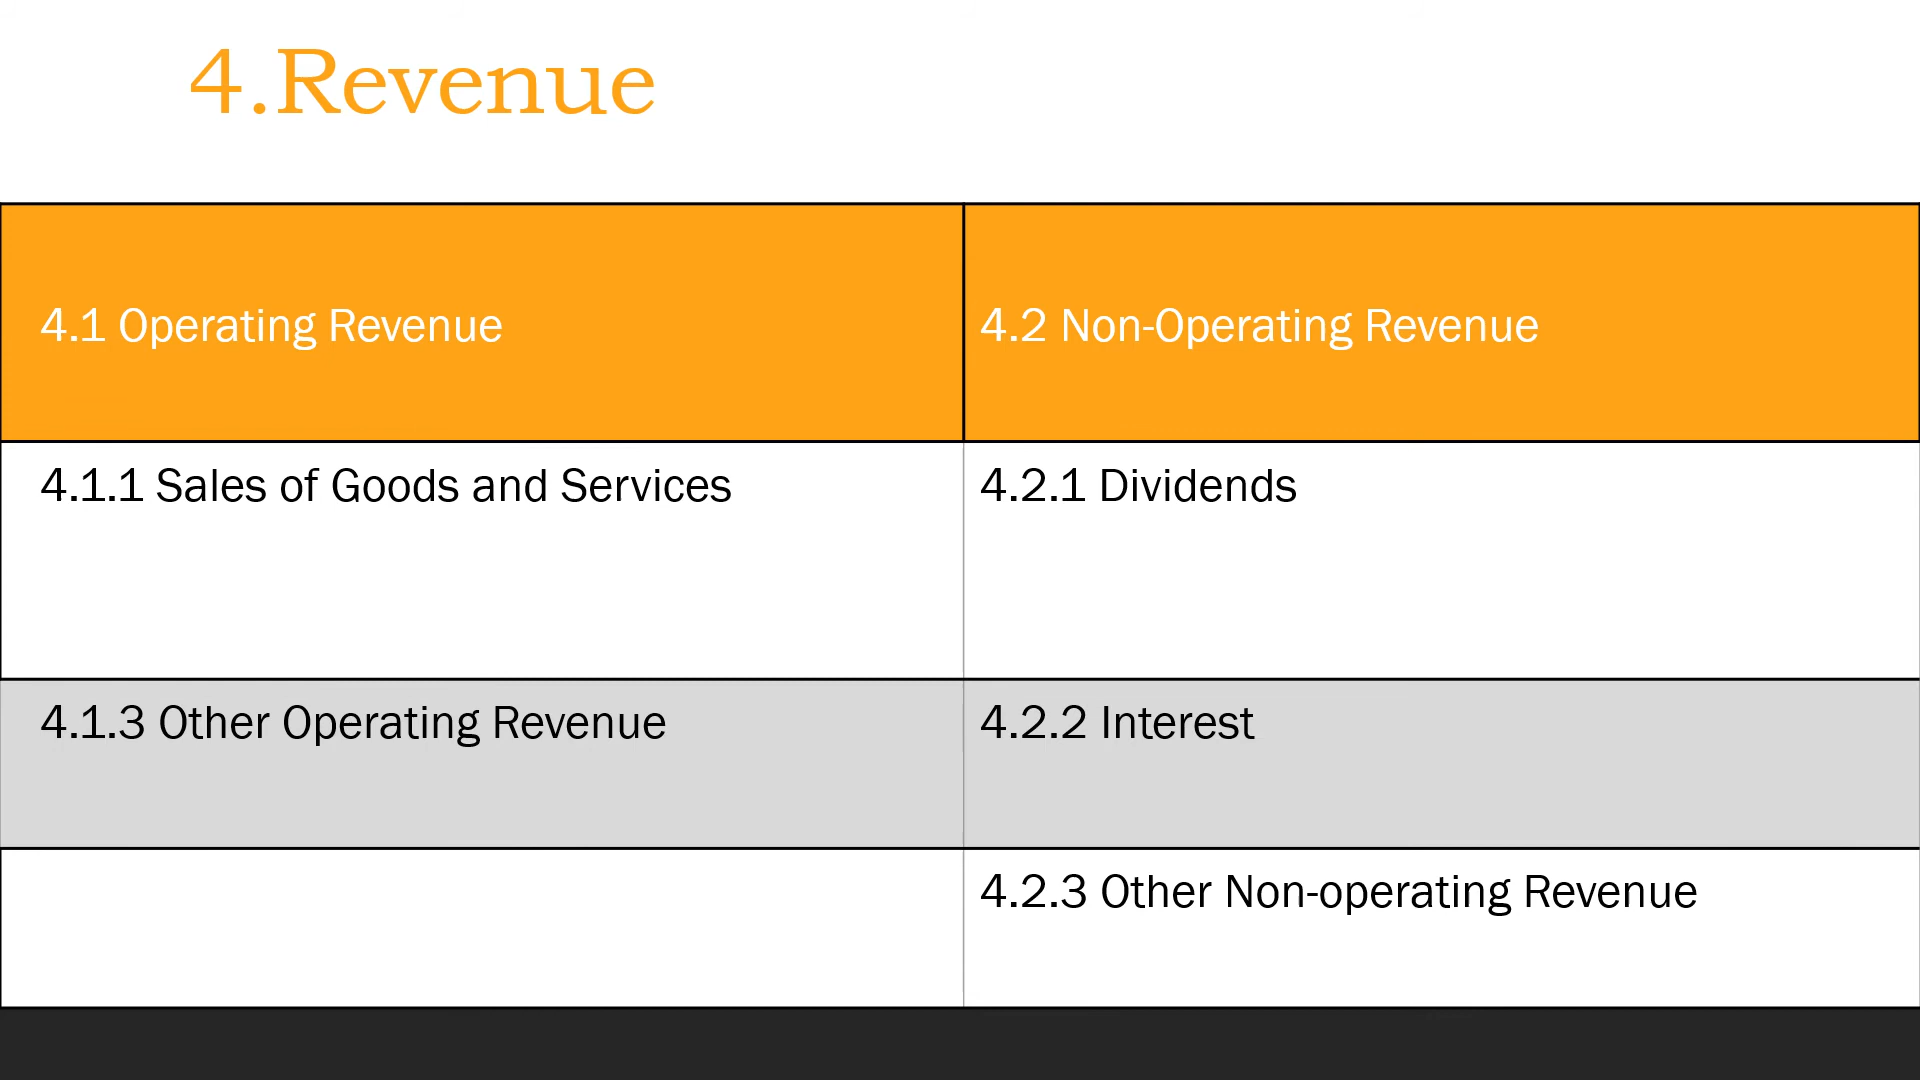 4.Revenue
4.1 Operating Revenue
4.2 Non-Operating Revenue
4.1.1 Sales of Goods and Services
4.2.1 Dividends
4.1.3 Other Operating Revenue
4.2.2 Interest
4.2.3 Other Non-operating Revenue